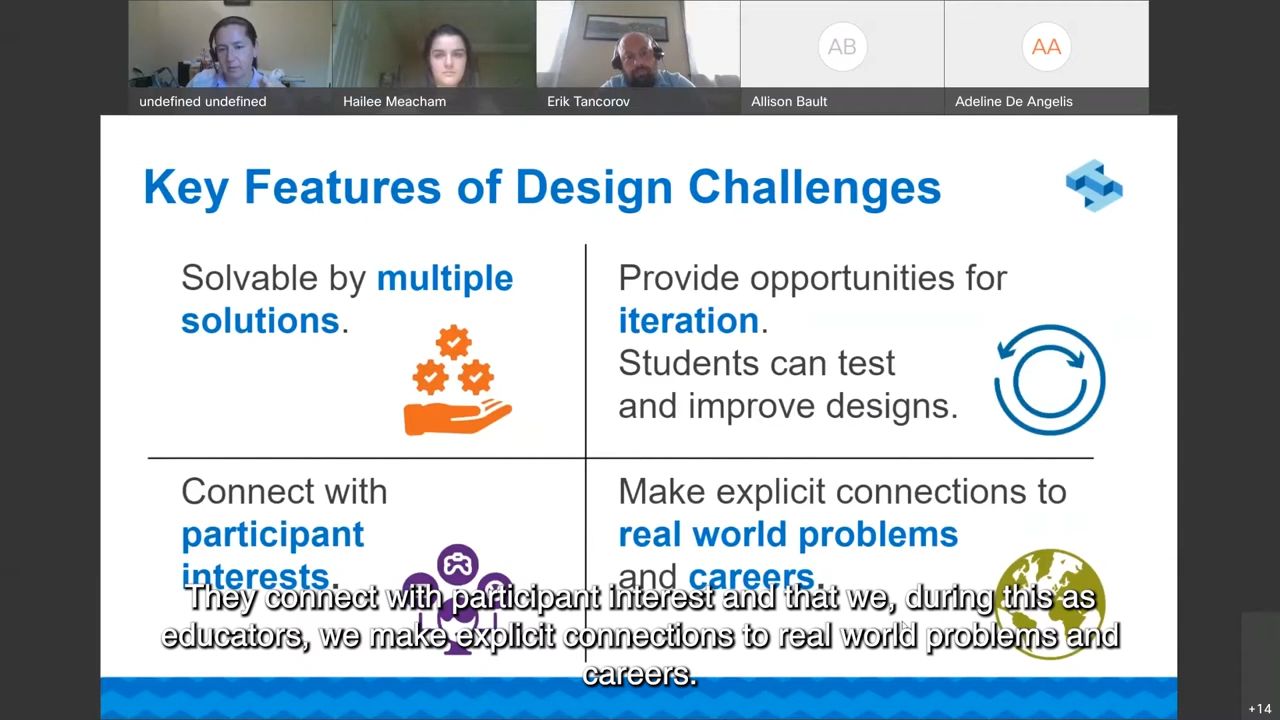 undefined undefined
Hailee Meacham
Erik Tancorov
AB
Allison Bault
AA
Adeline De Angelis
Key Features of Design Challenges
Solvable by multiple
solutions.
Provide opportunities for
iteration.
Students can test
and improve designs.
Connect with
participant
interests.
Make explicit connections to
real world problems
and careers.
They connect with participant interest and that we, during this as
educators, we make explicit connections to real world problems and
careers.
+14